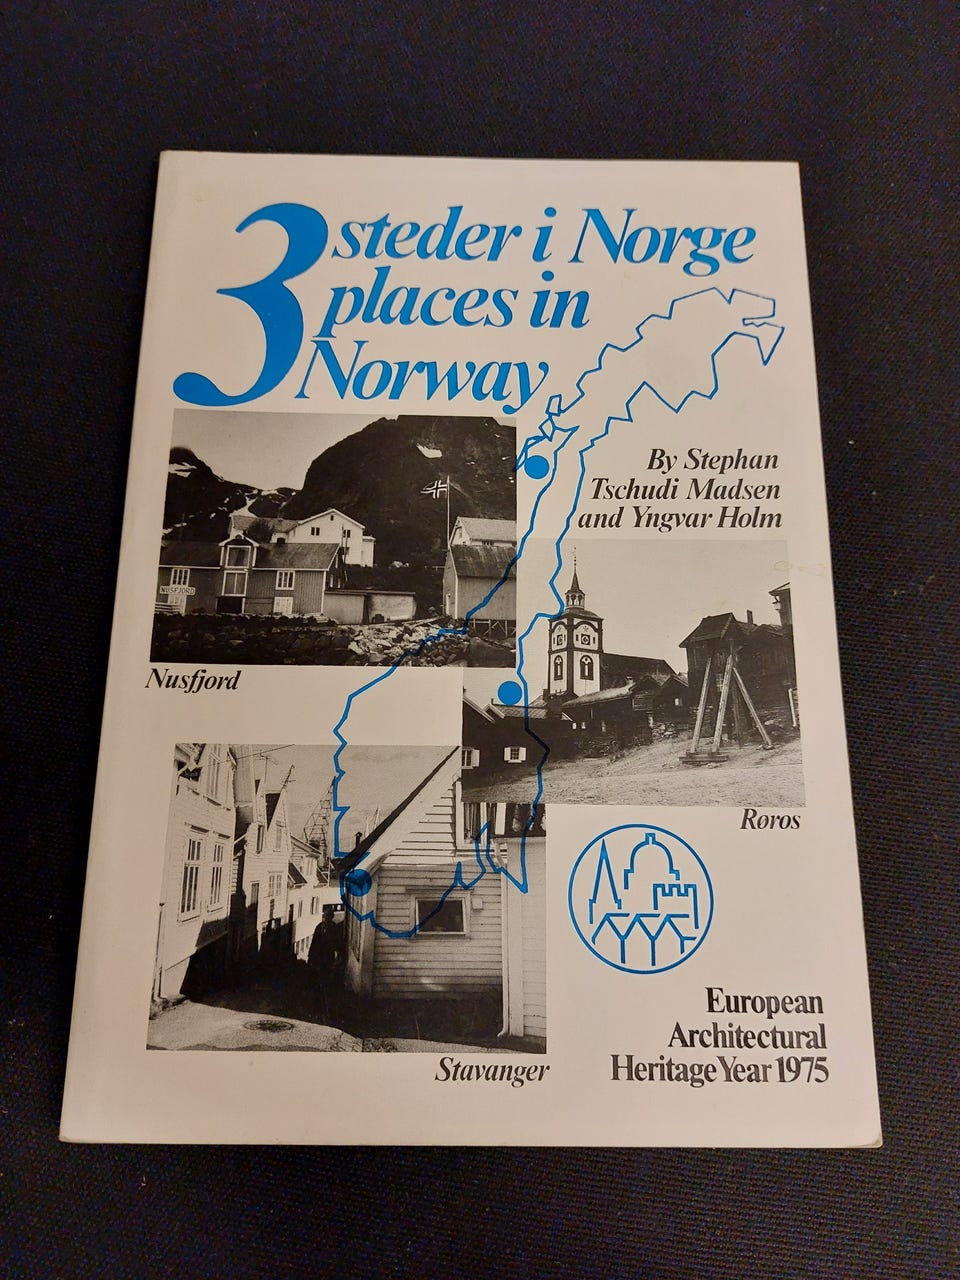 3 steder i Norge
places in
Norway
By Stephan
Tschudi Madsen
and Yngvar Holm
NUSFJORD
Nusfjord
Røros
Stavanger
European
Architectural
Heritage Year 1975